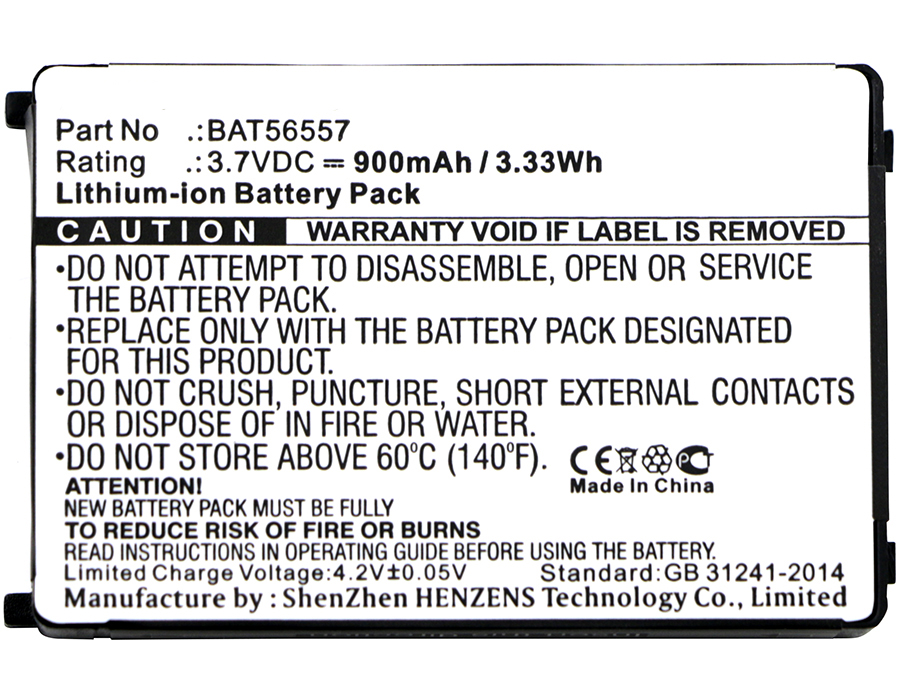 Part No .:BAT56557
Rating .:3.7VDC ⎓ 900mAh / 3.33Wh
Lithium-ion Battery Pack
CAUTION WARRANTY VOID IF LABEL IS REMOVED
•DO NOT ATTEMPT TO DISASSEMBLE, OPEN OR SERVICE
THE BATTERY PACK.
•REPLACE ONLY WITH THE BATTERY PACK DESIGNATED
FOR THIS PRODUCT.
•DO NOT CRUSH, PUNCTURE, SHORT EXTERNAL CONTACTS
OR DISPOSE OF IN FIRE OR WATER.
•DO NOT STORE ABOVE 60°C (140°F). CE PCT
Made In China
ATTENTION!
NEW BATTERY PACK MUST BE FULLY
TO REDUCE RISK OF FIRE OR BURNS
READ INSTRUCTIONS IN OPERATING GUIDE BEFORE USING THE BATTERY.
Limited Charge Voltage:4.2V±0.05V Standard:GB 31241-2014
Manufacture by : ShenZhen HENZENS Technology Co., Limited